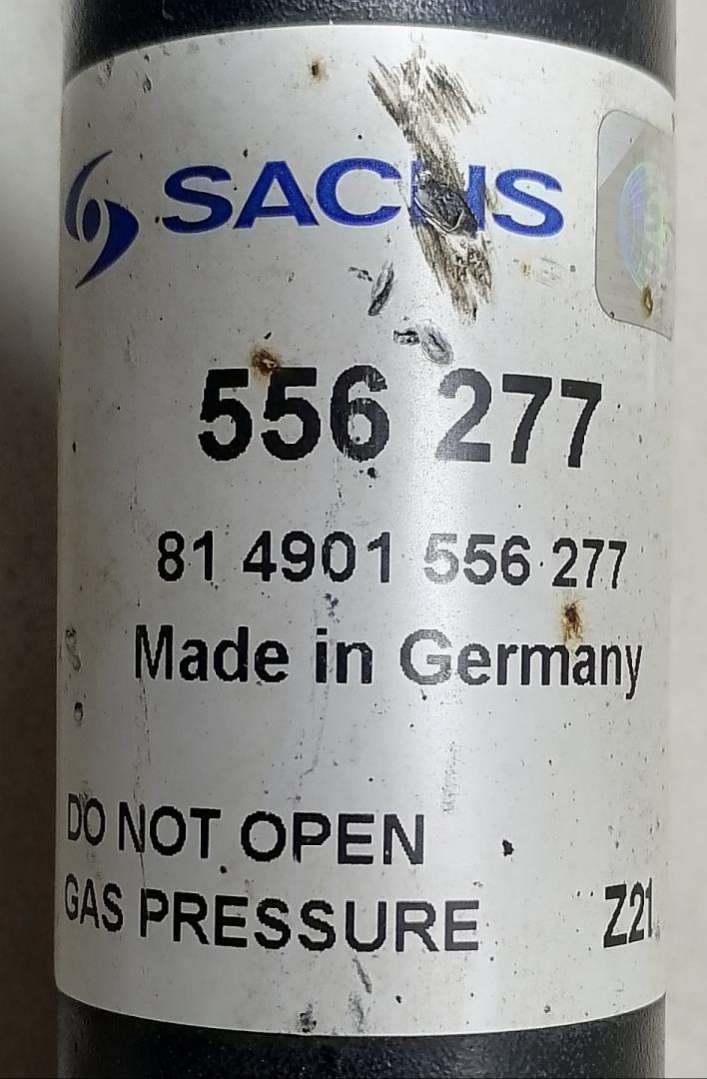 SACHS
556 277
81 4901 556 277
Made in Germany
DO NOT OPEN
GAS PRESSURE Z21